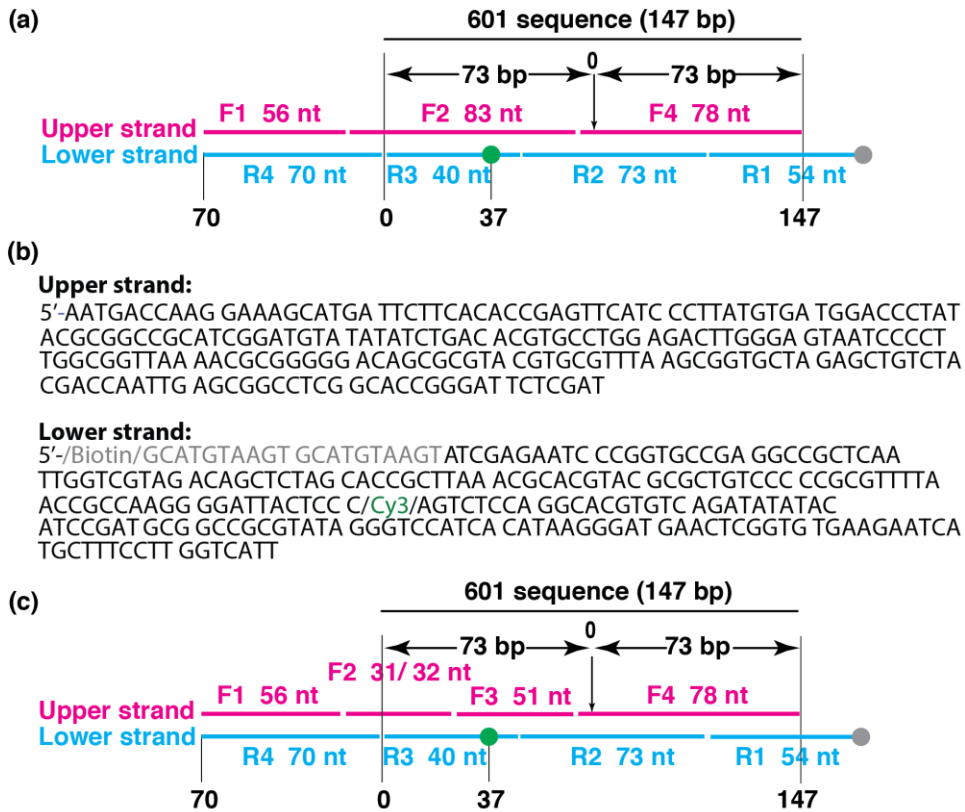 (a)
601 sequence (147 bp)
0
73 bp 73 bp
F1 56 nt F2 83 nt F4 78 nt
Upper strand
Lower strand
R4 70 nt R3 40 nt R2 73 nt R1 54 nt
70 0 37 147
(b)
Upper strand:
5′-AATGACCAAG GAAAGCATGA TTCTTCACACCGAGTTCATC CCTTATGTGA TGGACCCTAT
ACGCGGCCGCATCGGATGTA TATATCTGAC ACGTGCCTGG AGACTTGGGA GTAATCCCCT
TGGCGGTTAA AACGCGGGGG ACAGCGCGTA CGTGCGTTTA AGCGGTGCTA GAGCTGTCTA
CGACCAATTG AGCGGCCTCG GCACCGGGAT TCTCGAT
Lower strand:
5′-/Biotin/GCATGTAAGT GCATGTAAGTATCGAGAATC CCGGTGCCGA GGCCGCTCAA
TTGGTCGTAG ACAGCTCTAG CACCGCTTAA ACGCACGTAC GCGCTGTCCC CCGCGTTTTA
ACCGCCAAGG GGATTACTCC C/Cy3/AGTCTCCA GGCACGTGTC AGATATATAC
ATCCGAT GCG GCCGCGTATA GGGTCCATCA CATAAGGGAT GAACTCGGTG TGAAGAATCA
TGCTTTCCTT GGTCATT
(c)
601 sequence (147 bp)
0
73 bp 73 bp
F2 31/ 32 nt
F1 56 nt F3 51 nt F4 78 nt
Upper strand
Lower strand
R4 70 nt R3 40 nt R2 73 nt R1 54 nt
70 0 37 147